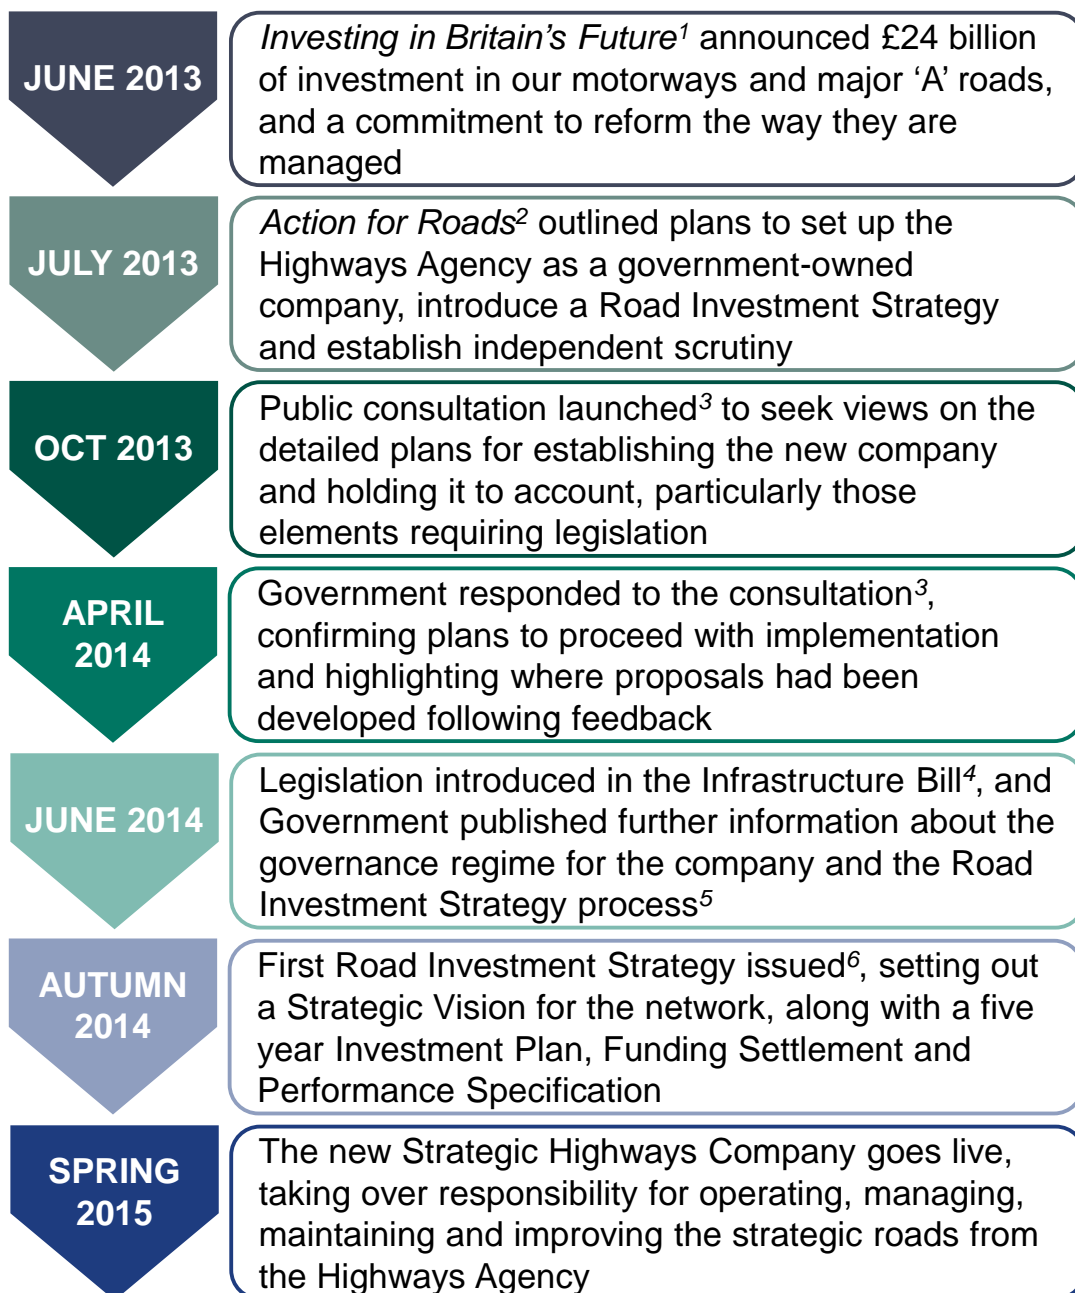 JUNE 2013
Investing in Britain’s Future¹ announced £24 billion
of investment in our motorways and major ‘A’ roads,
and a commitment to reform the way they are
managed
JULY 2013
Action for Roads² outlined plans to set up the
Highways Agency as a government-owned
company, introduce a Road Investment Strategy
and establish independent scrutiny
OCT 2013
Public consultation launched³ to seek views on the
detailed plans for establishing the new company
and holding it to account, particularly those
elements requiring legislation
APRIL
2014
Government responded to the consultation³,
confirming plans to proceed with implementation
and highlighting where proposals had been
developed following feedback
JUNE 2014
Legislation introduced in the Infrastructure Bill⁴, and
Government published further information about the
governance regime for the company and the Road
Investment Strategy process⁵
AUTUMN
2014
First Road Investment Strategy issued⁶, setting out
a Strategic Vision for the network, along with a five
year Investment Plan, Funding Settlement and
Performance Specification
SPRING
2015
The new Strategic Highways Company goes live,
taking over responsibility for operating, managing,
maintaining and improving the strategic roads from
the Highways Agency